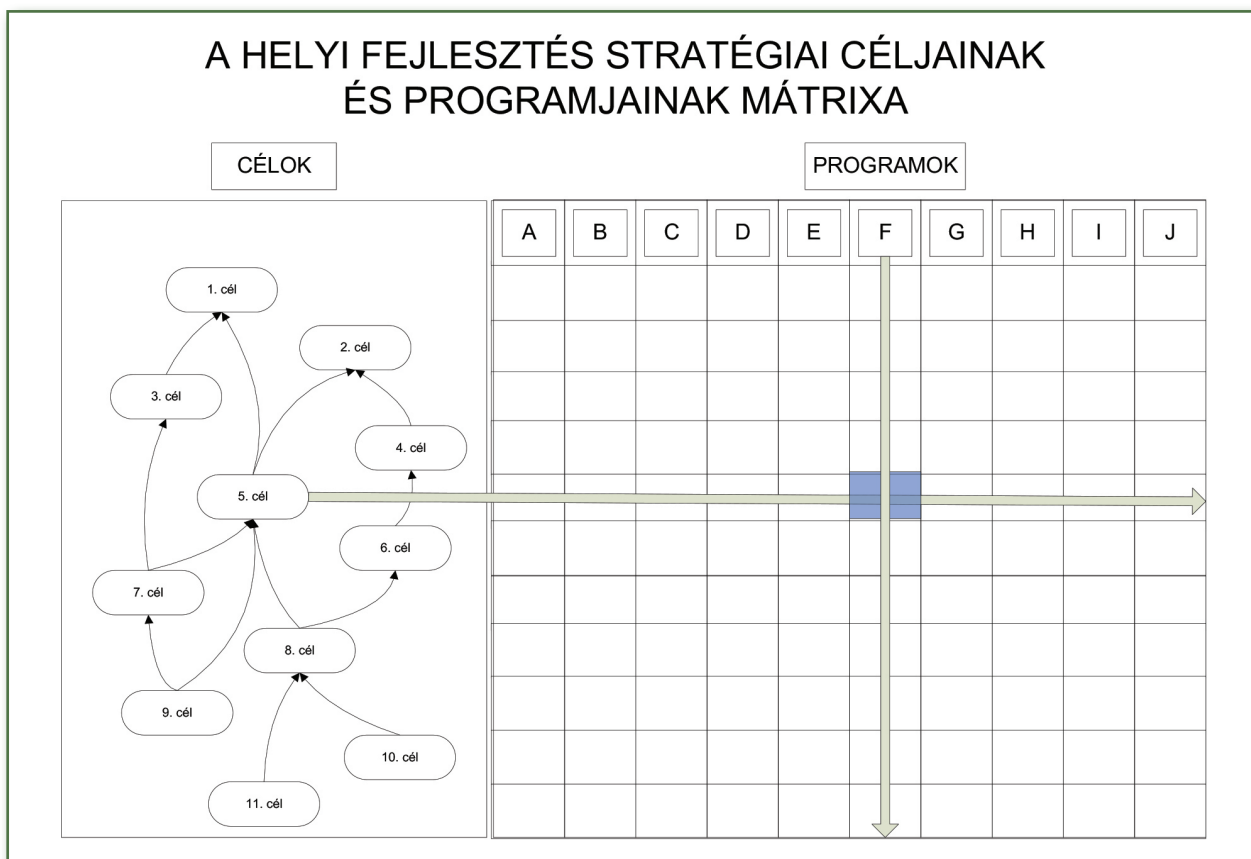 A HELYI FEJLESZTÉS STRATÉGIAI CÉLJAINAK
ÉS PROGRAMJAINAK MÁTRIXA
CÉLOK
PROGRAMOK
A B C D E F G H I J
1. cél
2. cél
3. cél
4. cél
5. cél
6. cél
7. cél
8. cél
9. cél
10. cél
11. cél